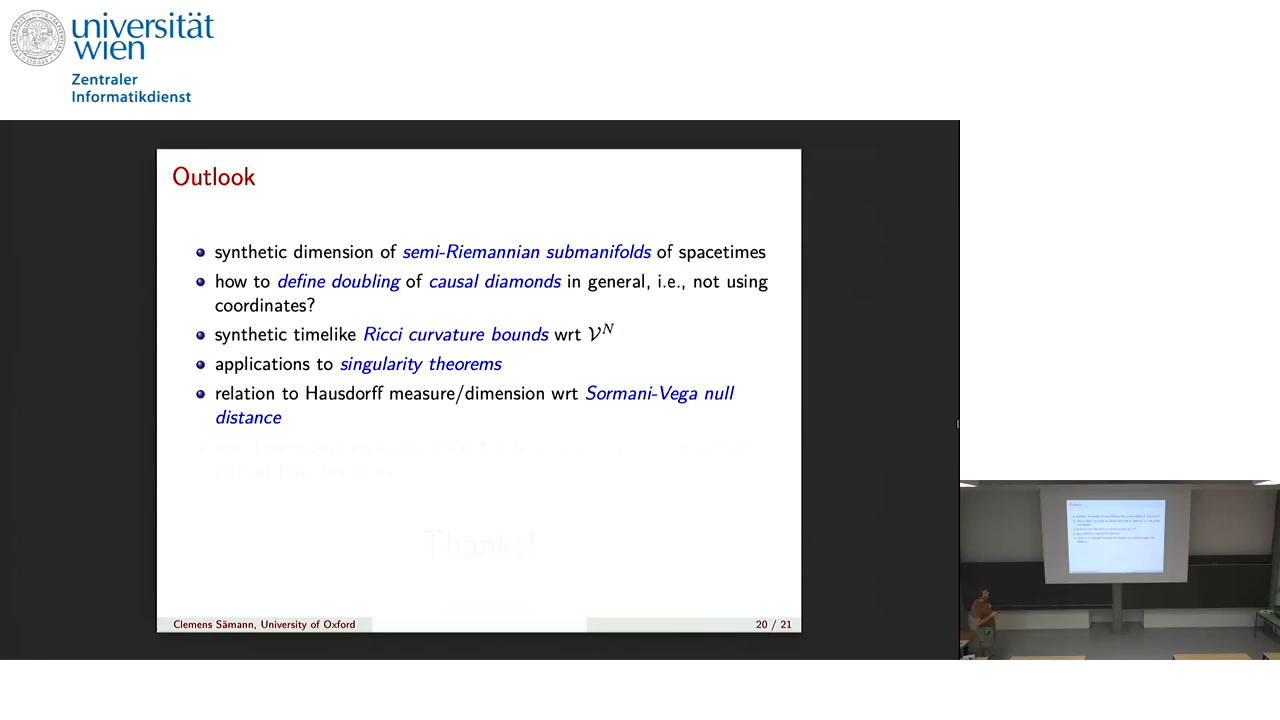 universität
wien
Zentraler
Informatikdienst
Outlook
synthetic dimension of semi-Riemannian submanifolds of spacetimes
how to define doubling of causal diamonds in general, i.e., not using
coordinates?
synthetic timelike Ricci curvature bounds wrt 𝒱ᴺ
applications to singularity theorems
relation to Hausdorff measure/dimension wrt Sormani-Vega null
distance
Thanks!
Clemens Sämann, University of Oxford
20 / 21